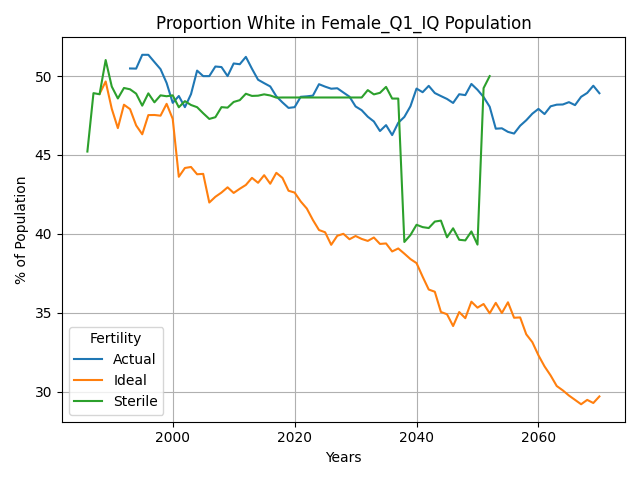 Proportion White in Female_Q1_IQ Population
% of Population
50
45
40
35
30
Fertility
Actual
Ideal
Sterile
2000
2020
2040
2060
Years